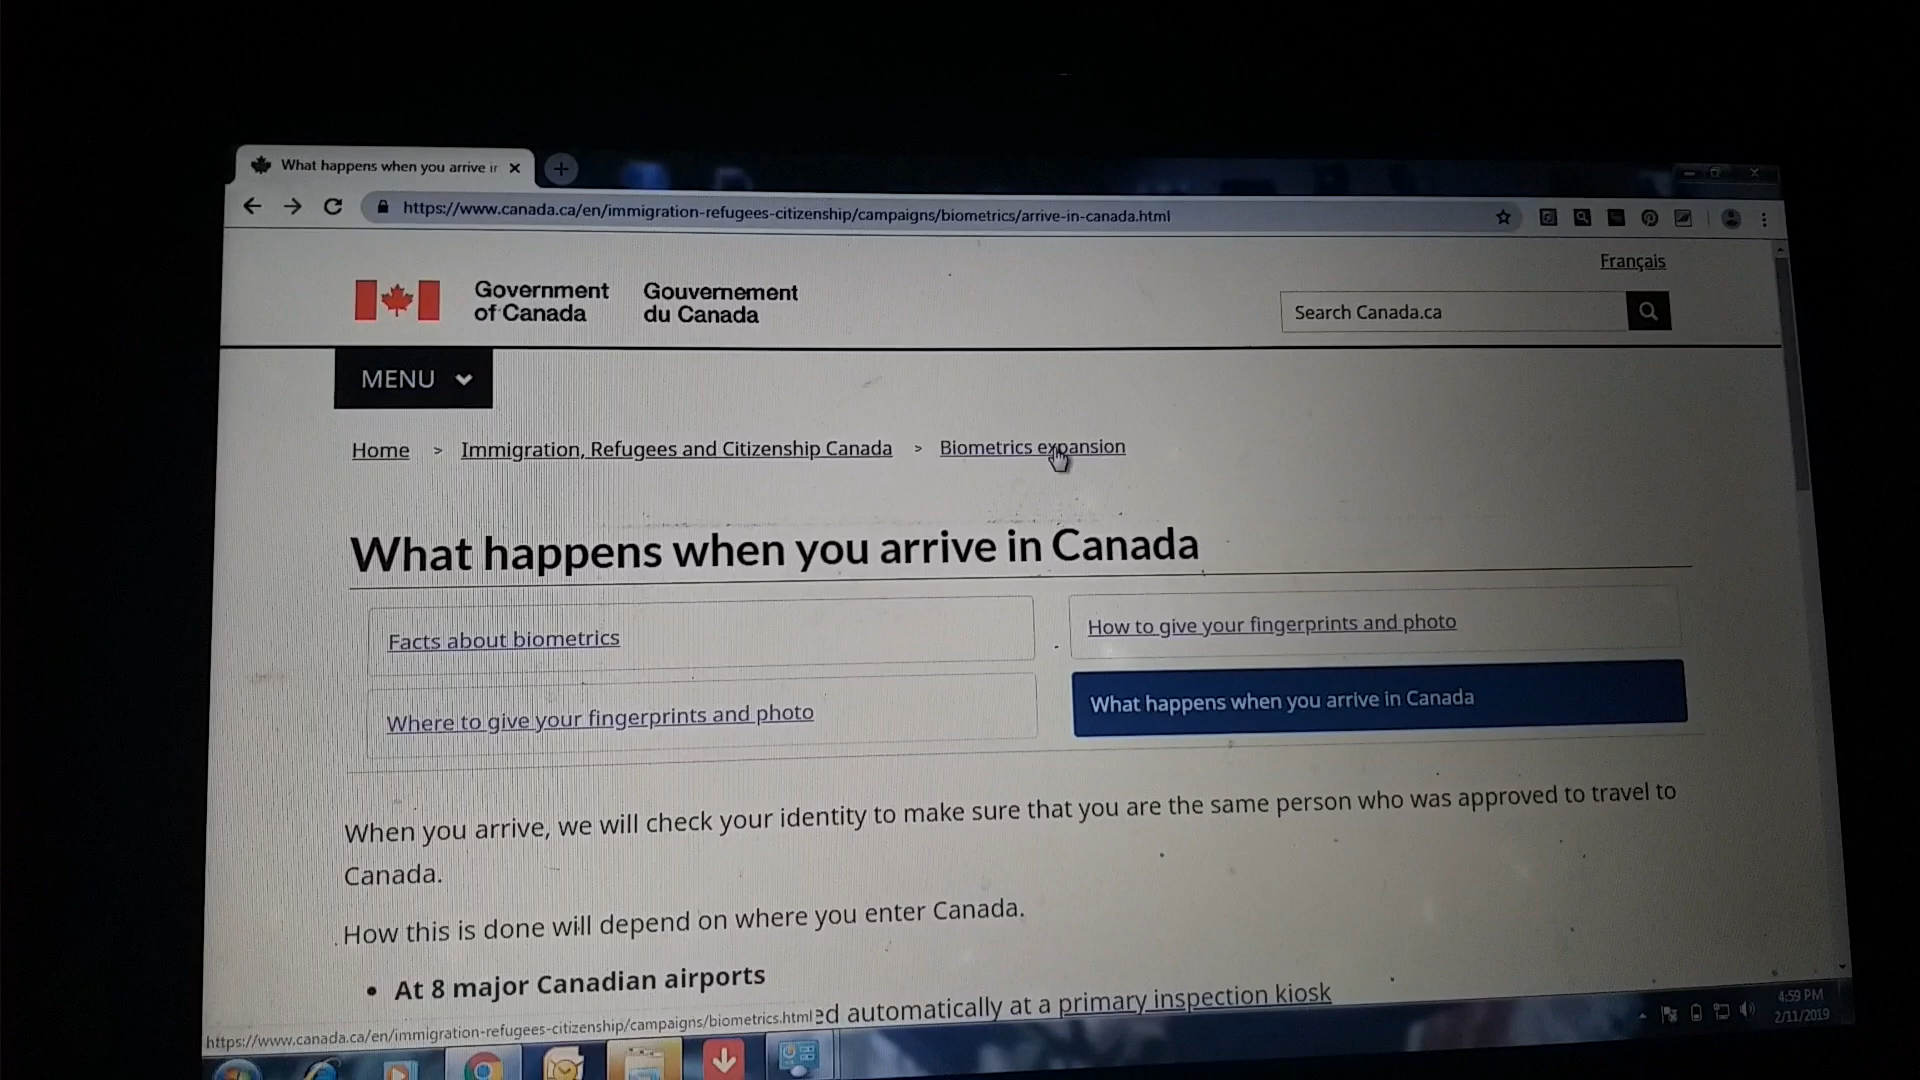 What happens when you arrive ir
https://www.canada.ca/en/immigration-refugees-citizenship/campaigns/biometrics/arrive-in-canada.html
Français
Government of Canada
Gouvernement du Canada
Search Canada.ca
MENU
Home > Immigration, Refugees and Citizenship Canada > Biometrics expansion
What happens when you arrive in Canada
Facts about biometrics
How to give your fingerprints and photo
Where to give your fingerprints and photo
What happens when you arrive in Canada
When you arrive, we will check your identity to make sure that you are the same person who was approved to travel to
Canada.
How this is done will depend on where you enter Canada.
• At 8 major Canadian airports
ed automatically at a primary inspection kiosk
https://www.canada.ca/en/immigration-refugees-citizenship/campaigns/biometrics.html
4:59 PM
2/11/2019